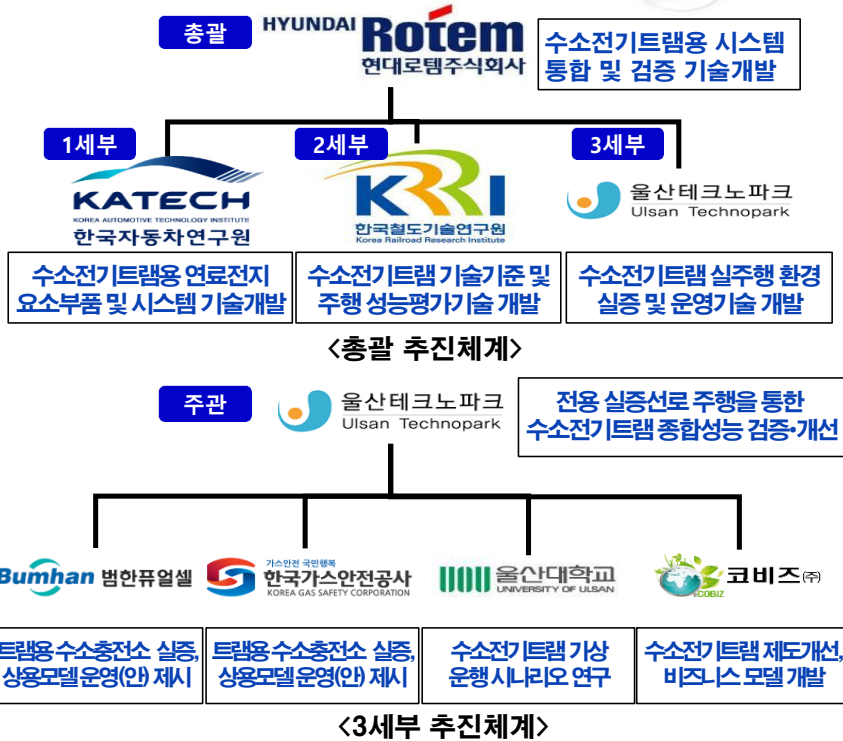 총괄
HYUNDAI Rotem
현대로템주식회사
수소전기트램용 시스템
통합 및 검증 기술개발
1세부
KATECH
KOREA AUTOMOTIVE TECHNOLOGY INSTITUTE
한국자동차연구원
2세부
KRRI
한국철도기술연구원
Korea Railroad Research Institute
3세부
울산테크노파크
Ulsan Technopark
수소전기트램용 연료전지
요소부품 및 시스템 기술개발
수소전기트램 기술기준 및
주행 성능평가기술 개발
수소전기트램 실주행 환경
실증 및 운영기술 개발
<총괄 추진체계>
주관
울산테크노파크
Ulsan Technopark
전용 실증선로 주행을 통한
수소전기트램 종합성능 검증•개선
Bumhan 범한퓨얼셀
가스안전 국민행복
한국가스안전공사
KOREA GAS SAFETY CORPORATION
울산대학교
UNIVERSITY OF ULSAN
eCOBIZ
코비즈㈜
트램용 수소충전소 실증,
상용모델 운영(안) 제시
트램용 수소충전소 실증,
상용모델 운영(안) 제시
수소전기트램 가상
운행 시나리오 연구
수소전기트램 제도개선,
비즈니스 모델 개발
<3세부 추진체계>